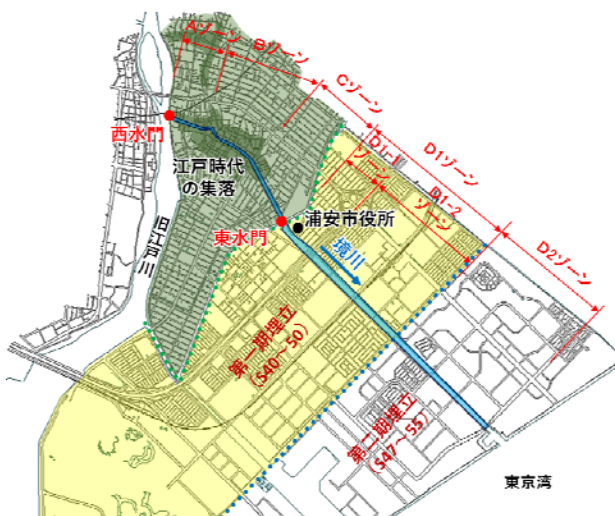 Aゾーン
Bゾーン
Cゾーン
D1-1
ゾーン
D1ゾーン
D1-2
ゾーン
D2ゾーン
西水門
江戸時代
の集落
旧江戸川
東水門
浦安市役所
境川
第一期埋立
(S40~50)
第二期埋立
(S47~55)
東京湾